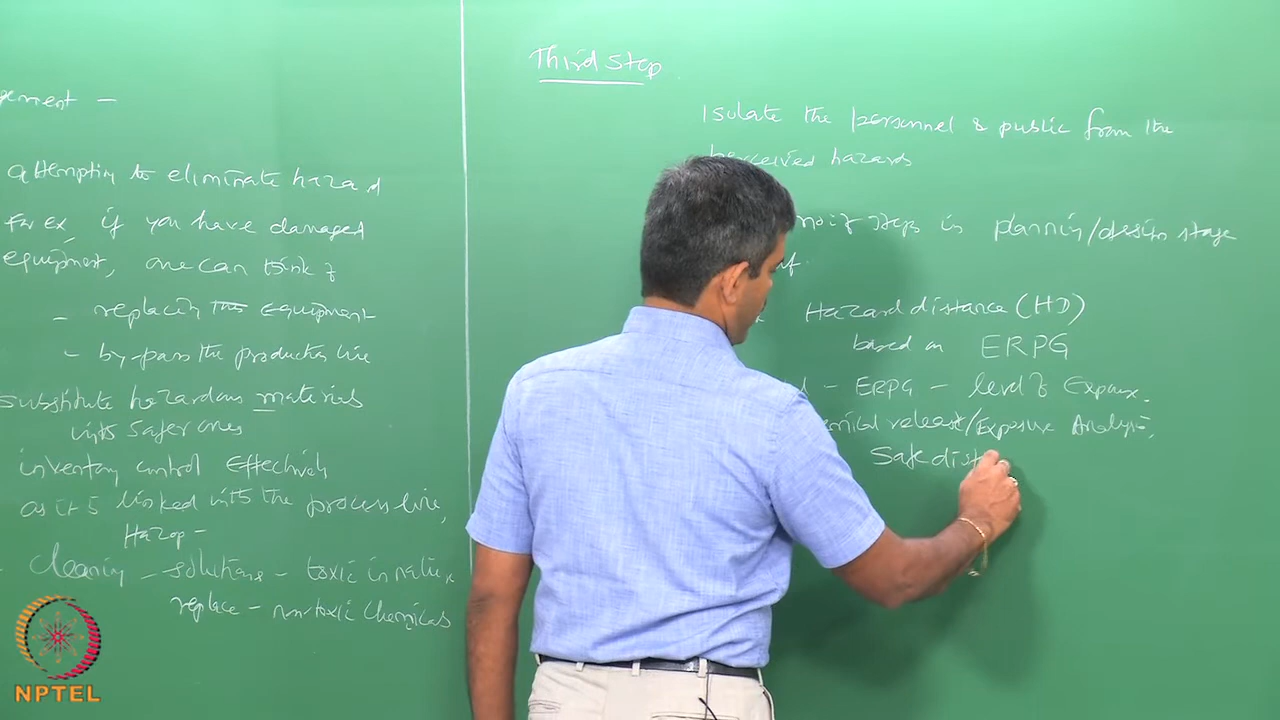 gement –
attempting to eliminate hazard
For ex if you have damaged
equipment, one can think of
- replacing the equipment
- by-pass the production line
substitute hazardous materials
with safer ones
inventory control effectively
as it is linked with the process line,
Hazop -
cleaning - solutions - toxic in nature
replace - non-toxic chemicals
NPTEL
Third Step
Isolate the personnel & public from the
perceived hazards
steps in planning/design stage
Hazard distance (HD)
based on ERPG
- ERPG - level of Exposure.
release/Exposure Analysis,
Safe dist